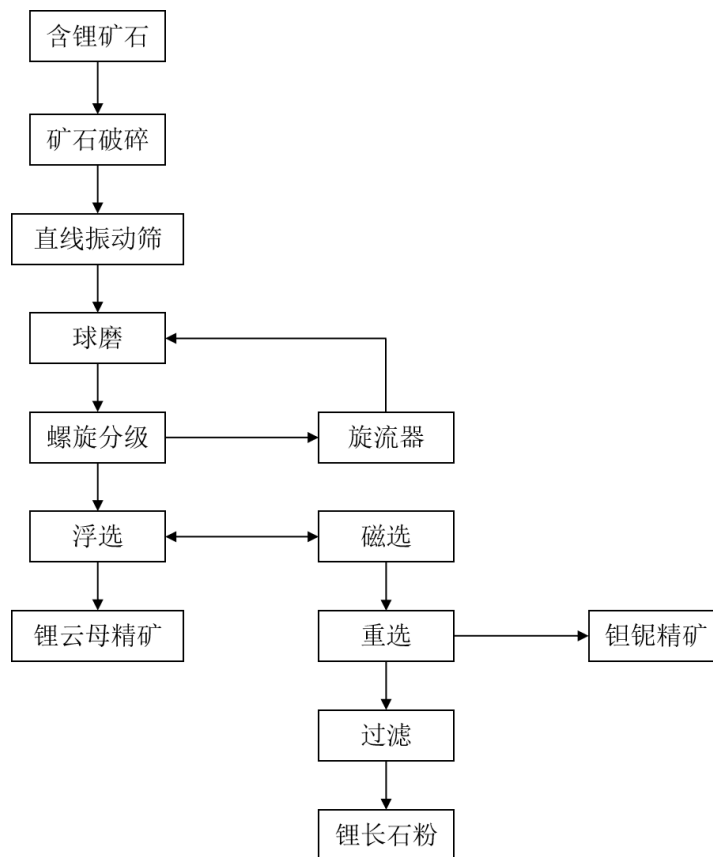 含锂矿石
矿石破碎
直线振动筛
球磨
螺旋分级
旋流器
浮选
磁选
锂云母精矿
重选
钽铌精矿
过滤
锂长石粉